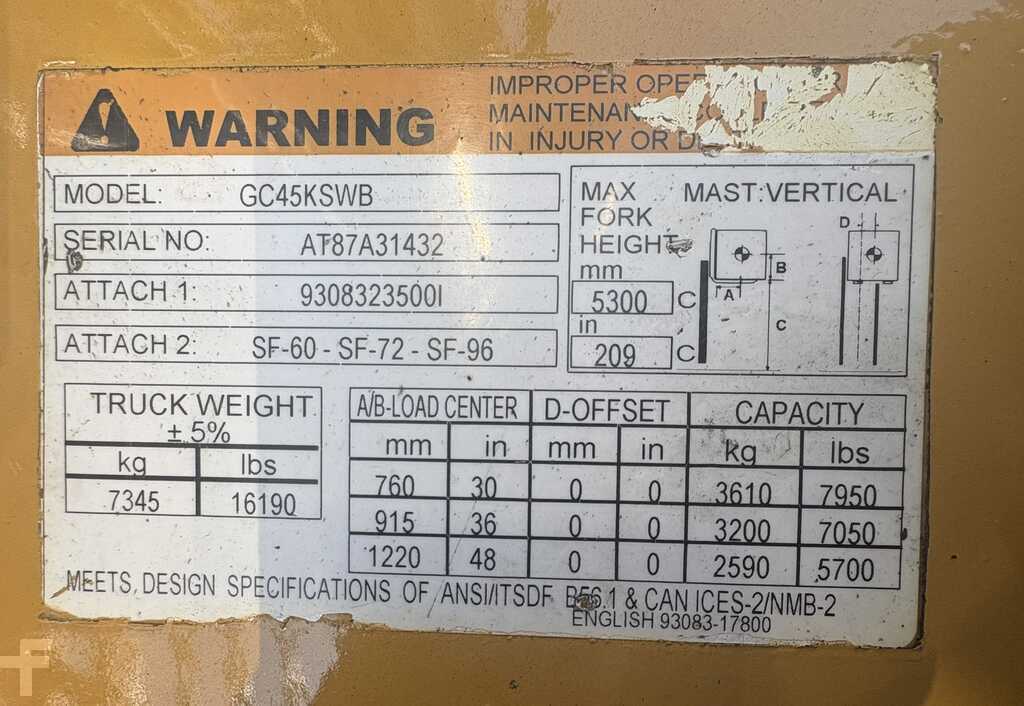 WARNING
IMPROPER
MAINTENANCE
IN INJURY OR
MODEL: GC45KSWB
SERIAL NO: AT87A31432
ATTACH 1: 9308323500I
ATTACH 2: SF-60 - SF-72 - SF-96
MAX MAST:VERTICAL
FORK
HEIGHT
mm
5300 C
in
209 C
A
B
C
D
TRUCK WEIGHT
± 5%
kg lbs
7345 16190
A/B-LOAD CENTER D-OFFSET CAPACITY
mm in mm in kg lbs
760 30 0 0 3610 7950
915 36 0 0 3200 7050
1220 48 0 0 2590 5700
MEETS DESIGN SPECIFICATIONS OF ANSI/ITSDF B56.1 & CAN ICES-2/NMB-2
ENGLISH 93083-17800